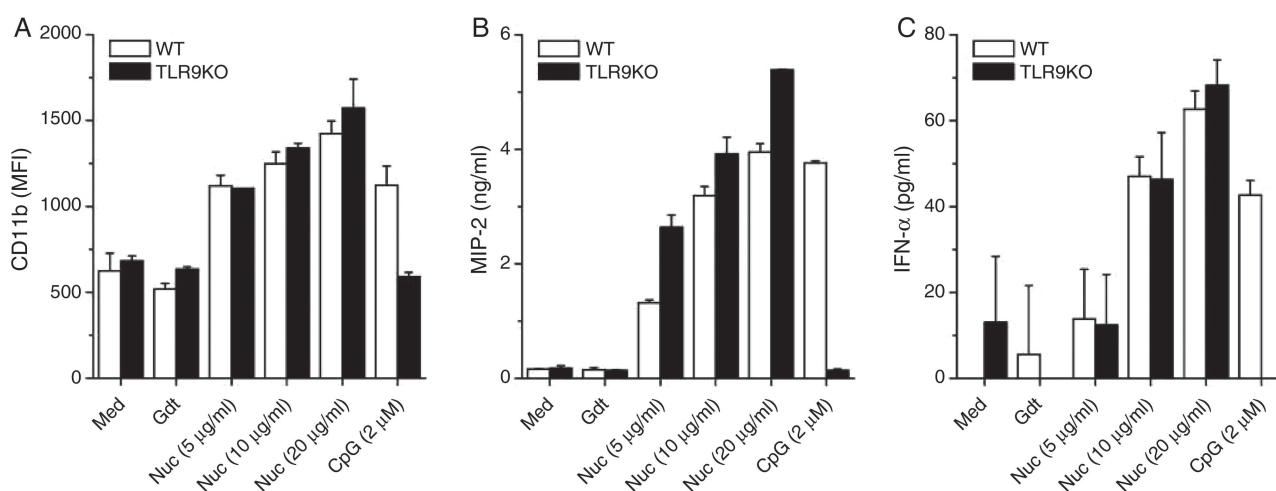 A
WT
TLR9KO
CD11b (MFI)
2000
1500
1000
500
0
Med
Gdt
Nuc (5 µg/ml)
Nuc (10 µg/ml)
Nuc (20 µg/ml)
CpG (2 µM)
B
WT
TLR9KO
MIP-2 (ng/ml)
6
4
2
0
Med
Gdt
Nuc (5 µg/ml)
Nuc (10 µg/ml)
Nuc (20 µg/ml)
CpG (2 µM)
C
WT
TLR9KO
IFN-α (pg/ml)
80
60
40
20
0
Med
Gdt
Nuc (5 µg/ml)
Nuc (10 µg/ml)
Nuc (20 µg/ml)
CpG (2 µM)